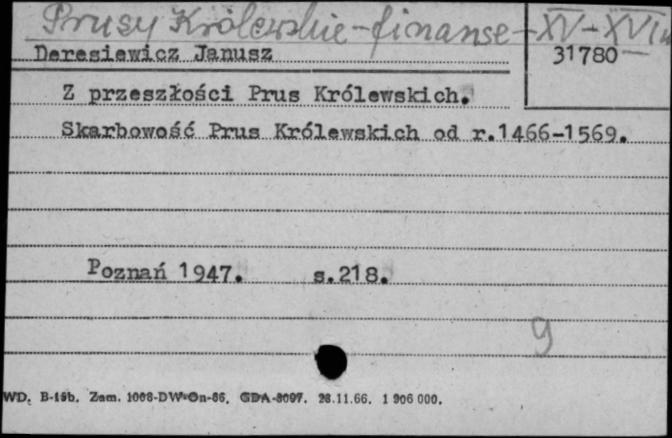 Prusy Królewskie - finanse - XV - XVI w
Deresiewicz Janusz
31780
Z przeszłości Prus Królewskich.
Skarbowość Prus Królewskich od r.1466-1569.
Poznań 1947. s.218.
9
WD. B-15b. Zam. 1008-DW-On-66. GDA-8097. 28.11.66. 1 906 000.